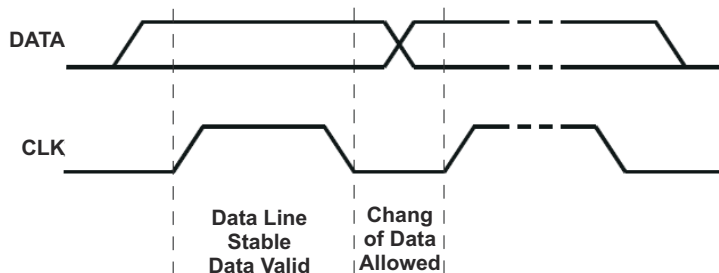 DATA
CLK
Data Line
Stable
Data Valid
Chang
of Data
Allowed